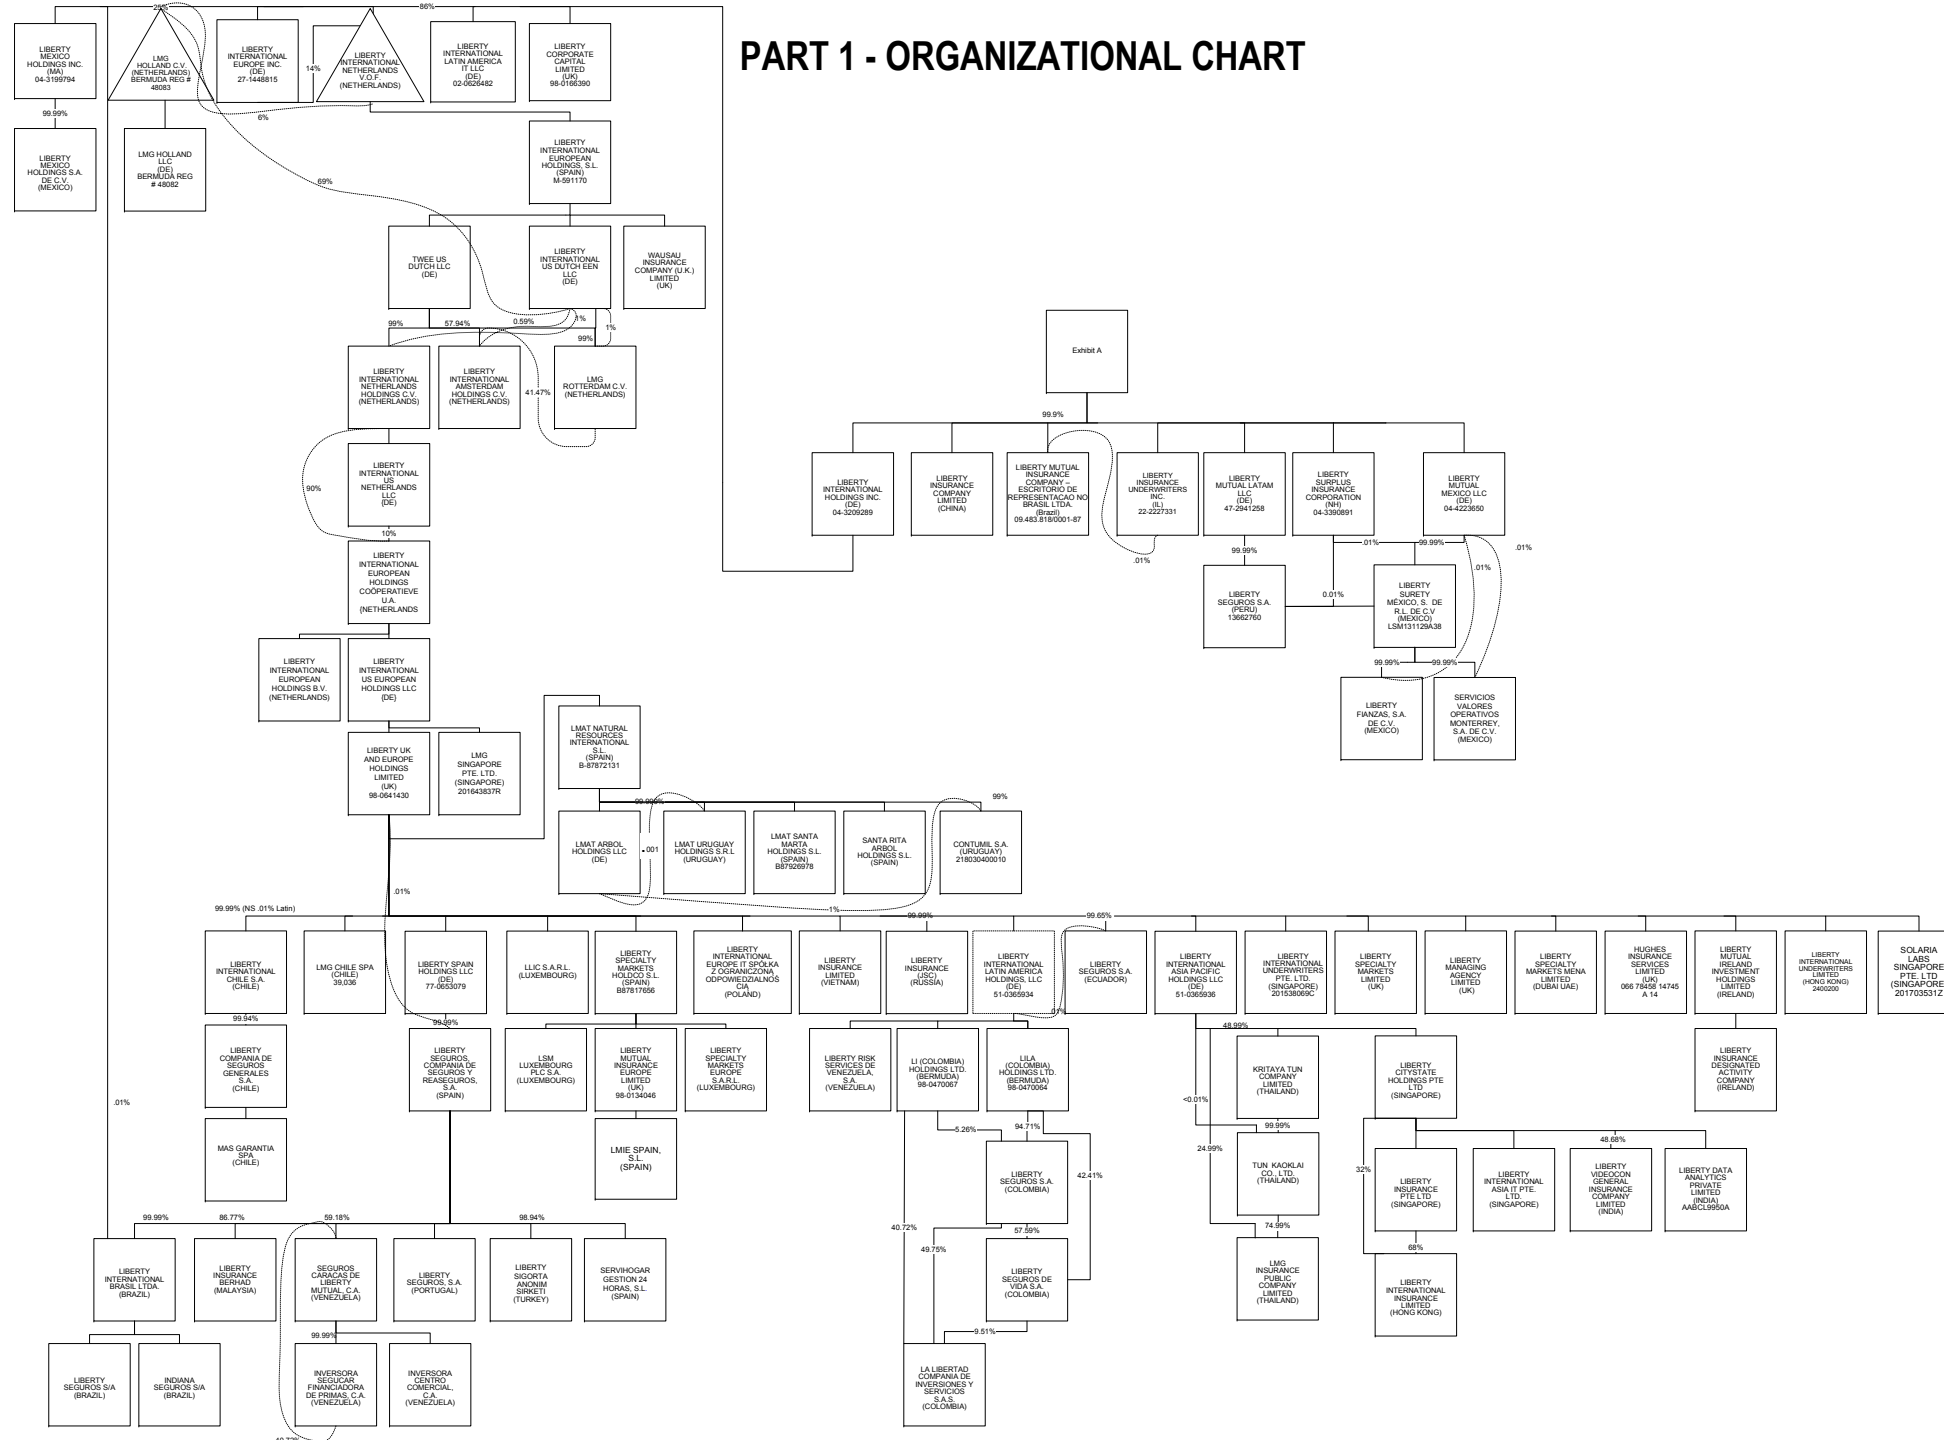 PART 1 - ORGANIZATIONAL CHART
25%
86%
LIBERTY
MEXICO
HOLDINGS INC.
(MA)
04-3199794
LMG
HOLLAND C.V.
(NETHERLANDS)
BERMUDA REG #
48083
LIBERTY
INTERNATIONAL
EUROPE INC.
(DE)
27-1448815
14%
LIBERTY
INTERNATIONAL
NETHERLANDS
V.O.F.
(NETHERLANDS)
LIBERTY
INTERNATIONAL
LATIN AMERICA
IT LLC
(DE)
02-0626482
LIBERTY
CORPORATE
CAPITAL
LIMITED
(UK)
98-0166390
99.99%
6%
LIBERTY
MEXICO
HOLDINGS S.A.
DE C.V.
(MEXICO)
LMG HOLLAND
LLC
(DE)
BERMUDA REG
# 48082
LIBERTY
INTERNATIONAL
EUROPEAN
HOLDINGS, S.L.
(SPAIN)
M-591170
69%
TWEE US
DUTCH LLC
(DE)
LIBERTY
INTERNATIONAL
US DUTCH EEN
LLC
(DE)
WAUSAU
INSURANCE
COMPANY (U.K.)
LIMITED
(UK)
99%
57.94%
0.59%
1%
1%
99%
LIBERTY
INTERNATIONAL
NETHERLANDS
HOLDINGS C.V.
(NETHERLANDS)
LIBERTY
INTERNATIONAL
AMSTERDAM
HOLDINGS C.V.
(NETHERLANDS)
41.47%
LMG
ROTTERDAM C.V.
(NETHERLANDS)
Exhibit A
99.9%
LIBERTY
INTERNATIONAL
HOLDINGS INC.
(DE)
04-3209289
LIBERTY
INSURANCE
COMPANY
LIMITED
(CHINA)
LIBERTY MUTUAL
INSURANCE
COMPANY –
ESCRITORIO DE
REPRESENTACAO NO
BRASIL LTDA.
(Brazil)
09.483.818/0001-87
LIBERTY
INSURANCE
UNDERWRITERS
INC.
(IL)
22-2227331
LIBERTY
MUTUAL LATAM
LLC
(DE)
47-2941258
LIBERTY
SURPLUS
INSURANCE
CORPORATION
(NH)
04-3390891
LIBERTY
MUTUAL
MEXICO LLC
(DE)
04-4223650
.01%
99.99%
.01%
99.99%
.01%
.01%
LIBERTY
SEGUROS S.A.
(PERU)
13662760
0.01%
LIBERTY
SURETY
MÉXICO, S. DE
R.L. DE C.V
(MEXICO)
LSM131129A38
99.99%
99.99%
LIBERTY
FIANZAS, S.A.
DE C.V.
(MEXICO)
SERVICIOS
VALORES
OPERATIVOS
MONTERREY,
S.A. DE C.V.
(MEXICO)
90%
LIBERTY
INTERNATIONAL
US
NETHERLANDS
LLC
(DE)
10%
LIBERTY
INTERNATIONAL
EUROPEAN
HOLDINGS
COÖPERATIEVE
U.A.
(NETHERLANDS
LIBERTY
INTERNATIONAL
EUROPEAN
HOLDINGS B.V.
(NETHERLANDS)
LIBERTY
INTERNATIONAL
US EUROPEAN
HOLDINGS LLC
(DE)
LIBERTY UK
AND EUROPE
HOLDINGS
LIMITED
(UK)
98-0641430
LMG
SINGAPORE
PTE. LTD.
(SINGAPORE)
201643837R
LMAT NATURAL
RESOURCES
INTERNATIONAL
S.L.
(SPAIN)
B-87872131
99.999%
99%
LMAT ARBOL
HOLDINGS LLC
(DE)
.001
LMAT URUGUAY
HOLDINGS S.R.L
(URUGUAY)
LMAT SANTA
MARTA
HOLDINGS S.L.
(SPAIN)
B87926978
SANTA RITA
ARBOL
HOLDINGS S.L.
(SPAIN)
CONTUMIL S.A.
(URUGUAY)
218030400010
.01%
1%
99.99% (NS .01% Latin)
99.99%
99.65%
LIBERTY
INTERNATIONAL
CHILE S.A.
(CHILE)
LMG CHILE SPA
(CHILE)
39,036
LIBERTY SPAIN
HOLDINGS LLC
(DE)
77-0653079
LLIC S.A.R.L.
(LUXEMBOURG)
LIBERTY
SPECIALTY
MARKETS
HOLDCO S.L.
(SPAIN)
B87817656
LIBERTY
INTERNATIONAL
EUROPE IT SPÓŁKA
Z OGRANICZONĄ
ODPOWIEDZIALNOŚ
CIĄ
(POLAND)
LIBERTY
INSURANCE
LIMITED
(VIETNAM)
LIBERTY
INSURANCE
(JSC)
(RUSSIA)
LIBERTY
INTERNATIONAL
LATIN AMERICA
HOLDINGS, LLC
(DE)
51-0365934
LIBERTY
SEGUROS S.A.
(ECUADOR)
LIBERTY
INTERNATIONAL
ASIA PACIFIC
HOLDINGS LLC
(DE)
51-0365936
LIBERTY
INTERNATIONAL
UNDERWRITERS
PTE. LTD.
(SINGAPORE)
201538069C
LIBERTY
SPECIALTY
MARKETS
LIMITED
(UK)
LIBERTY
MANAGING
AGENCY
LIMITED
(UK)
LIBERTY
SPECIALTY
MARKETS MENA
LIMITED
(DUBAI UAE)
HUGHES
INSURANCE
SERVICES
LIMITED
(UK)
066 78458 14745
A 14
LIBERTY
MUTUAL
IRELAND
INVESTMENT
HOLDINGS
LIMITED
(IRELAND)
LIBERTY
INTERNATIONAL
UNDERWRITERS
LIMITED
(HONG KONG)
2400200
SOLARIA
LABS
SINGAPORE
PTE. LTD
(SINGAPORE
201703531Z
99.94%
99.99%
.01%
48.99%
LIBERTY
COMPANIA DE
SEGUROS
GENERALES
S.A.
(CHILE)
LIBERTY
SEGUROS,
COMPANIA DE
SEGUROS Y
REASEGUROS,
S.A.
(SPAIN)
LSM
LUXEMBOURG
PLC S.A.
(LUXEMBOURG)
LIBERTY
MUTUAL
INSURANCE
EUROPE
LIMITED
(UK)
98-0134046
LIBERTY
SPECIALTY
MARKETS
EUROPE
S.A.R.L.
(LUXEMBOURG)
LIBERTY RISK
SERVICES DE
VENEZUELA,
S.A.
(VENEZUELA)
LI (COLOMBIA)
HOLDINGS LTD.
(BERMUDA)
98-0470067
LILA
(COLOMBIA)
HOLDINGS LTD.
(BERMUDA)
98-0470064
KRITAYA TUN
COMPANY
LIMITED
(THAILAND)
LIBERTY
CITYSTATE
HOLDINGS PTE
LTD
(SINGAPORE)
LIBERTY
INSURANCE
DESIGNATED
ACTIVITY
COMPANY
(IRELAND)
.01%
<0.01%
5.26%
94.71%
99.99%
MAS GARANTIA
SPA
(CHILE)
LMIE SPAIN,
S.L.
(SPAIN)
LIBERTY
SEGUROS S.A.
(COLOMBIA)
42.41%
24.99%
TUN KAOKLAI
CO., LTD.
(THAILAND)
32%
48.68%
LIBERTY
INSURANCE
PTE LTD
(SINGAPORE)
LIBERTY
INTERNATIONAL
ASIA IT PTE.
LTD.
(SINGAPORE)
LIBERTY
VIDEOCON
GENERAL
INSURANCE
COMPANY
LIMITED
(INDIA)
LIBERTY DATA
ANALYTICS
PRIVATE
LIMITED
(INDIA)
AABCL9950A
99.99%
86.77%
59.18%
98.94%
40.72%
49.75%
57.59%
74.99%
68%
LIBERTY
INTERNATIONAL
BRASIL LTDA.
(BRAZIL)
LIBERTY
INSURANCE
BERHAD
(MALAYSIA)
SEGUROS
CARACAS DE
LIBERTY
MUTUAL, C.A.
(VENEZUELA)
LIBERTY
SEGUROS, S.A.
(PORTUGAL)
LIBERTY
SIGORTA
ANONIM
SIRKETI
(TURKEY)
SERVIHOGAR
GESTION 24
HORAS, S.L.
(SPAIN)
LIBERTY
SEGUROS DE
VIDA S.A.
(COLOMBIA)
LMG
INSURANCE
PUBLIC
COMPANY
LIMITED
(THAILAND)
LIBERTY
INTERNATIONAL
INSURANCE
LIMITED
(HONG KONG)
99.99%
9.51%
LIBERTY
SEGUROS S/A
(BRAZIL)
INDIANA
SEGUROS S/A
(BRAZIL)
INVERSORA
SEGUCAR
FINANCIADORA
DE PRIMAS, C.A.
(VENEZUELA)
INVERSORA
CENTRO
COMERCIAL,
C.A.
(VENEZUELA)
LA LIBERTAD
COMPANIA DE
INVERSIONES Y
SERVICIOS
S.A.S.
(COLOMBIA)